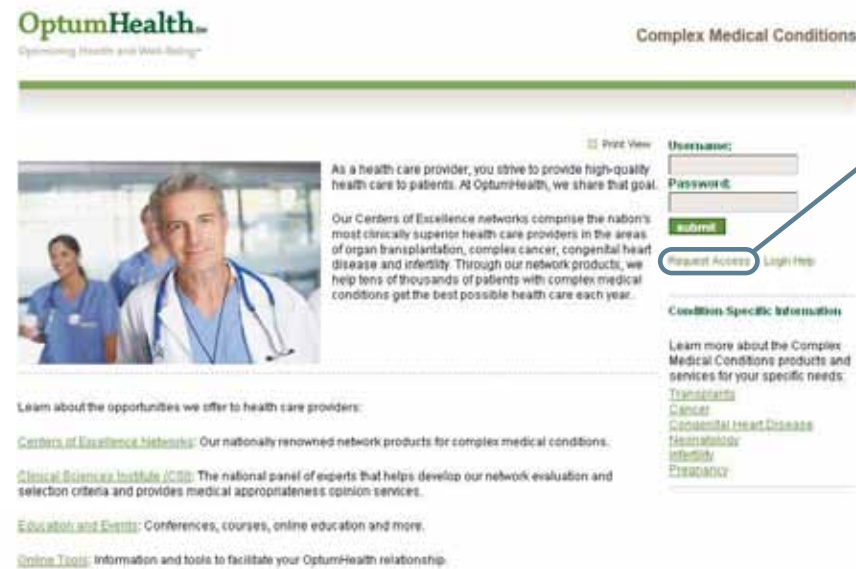 OptumHealth℠
Optimizing Health and Well-Being℠
Complex Medical Conditions
Print View
As a health care provider, you strive to provide high-quality
health care to patients. At OptumHealth, we share that goal.
Our Centers of Excellence networks comprise the nation's
most clinically superior health care providers in the areas
of organ transplantation, complex cancer, congenital heart
disease and infertility. Through our network products, we
help tens of thousands of patients with complex medical
conditions get the best possible health care each year.
Username:
Password:
submit
Request Access Login Help
Condition-Specific Information
Learn more about the Complex
Medical Conditions products and
services for your specific needs:
Transplants
Cancer
Congenital Heart Disease
Neonatology
Infertility
Pregnancy
Learn about the opportunities we offer to health care providers:
Centers of Excellence Networks: Our nationally renowned network products for complex medical conditions.
Clinical Sciences Institute (CSI): The national panel of experts that helps develop our network evaluation and
selection criteria and provides medical appropriateness opinion services.
Education and Events: Conferences, courses, online education and more.
Online Tools: Information and tools to facilitate your OptumHealth relationship.